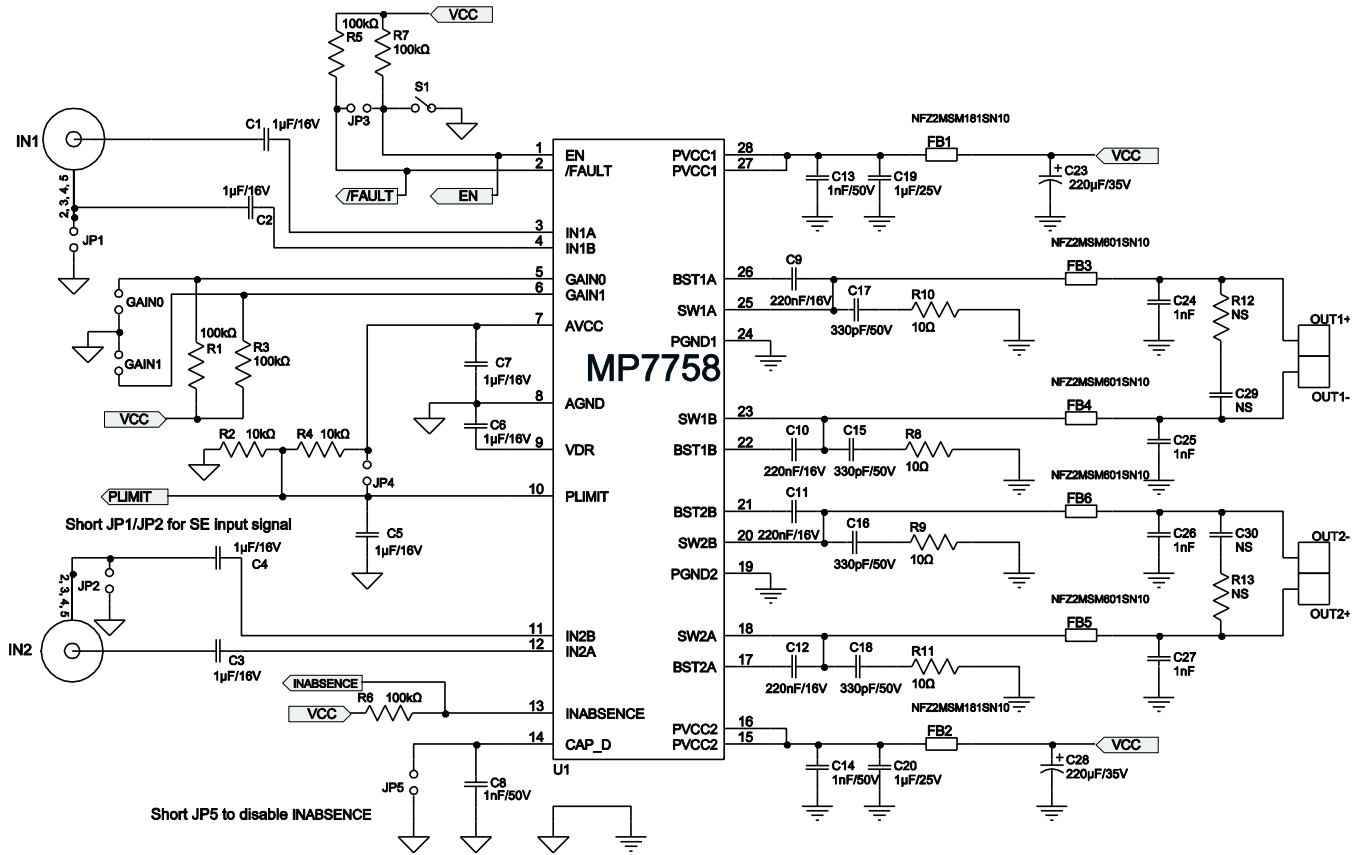 VCC
100kΩ
R5
R7
100kΩ
S1
JP3
IN1
C1
1µF/16V
2, 3, 4, 5
1µF/16V
C2
JP1
/FAULT
EN
1
EN
2
/FAULT
3
IN1A
4
IN1B
5
GAIN0
6
GAIN1
7
AVCC
8
AGND
9
VDR
10
PLIMIT
11
IN2B
12
IN2A
13
INABSENCE
14
CAP_D
MP7758
U1
PVCC1
28
PVCC1
27
BST1A
26
SW1A
25
PGND1
24
SW1B
23
BST1B
22
BST2B
21
SW2B
20
PGND2
19
SW2A
18
BST2A
17
PVCC2
16
PVCC2
15
GAIN0
GAIN1
100kΩ
R1
R3
100kΩ
VCC
C7
1µF/16V
C6
1µF/16V
R2
10kΩ
R4
10kΩ
JP4
PLIMIT
Short JP1/JP2 for SE input signal
C5
1µF/16V
1µF/16V
C4
JP2
2, 3, 4, 5
IN2
C3
1µF/16V
INABSENCE
R6
100kΩ
VCC
JP5
C8
1nF/50V
Short JP5 to disable INABSENCE
NFZ2MSM181SN10
FB1
VCC
C13
1nF/50V
C19
1µF/25V
C23
220µF/35V
C9
220nF/16V
C17
330pF/50V
R10
10Ω
NFZ2MSM601SN10
FB3
C24
1nF
R12
NS
OUT1+
OUT1-
NFZ2MSM601SN10
FB4
C29
NS
C10
220nF/16V
C15
330pF/50V
R8
10Ω
C25
1nF
NFZ2MSM601SN10
FB6
C11
220nF/16V
C16
330pF/50V
R9
10Ω
C26
1nF
C30
NS
R13
NS
OUT2-
OUT2+
NFZ2MSM601SN10
FB5
C12
220nF/16V
C18
330pF/50V
R11
10Ω
C27
1nF
NFZ2MSM181SN10
FB2
VCC
C14
1nF/50V
C20
1µF/25V
C28
220µF/35V